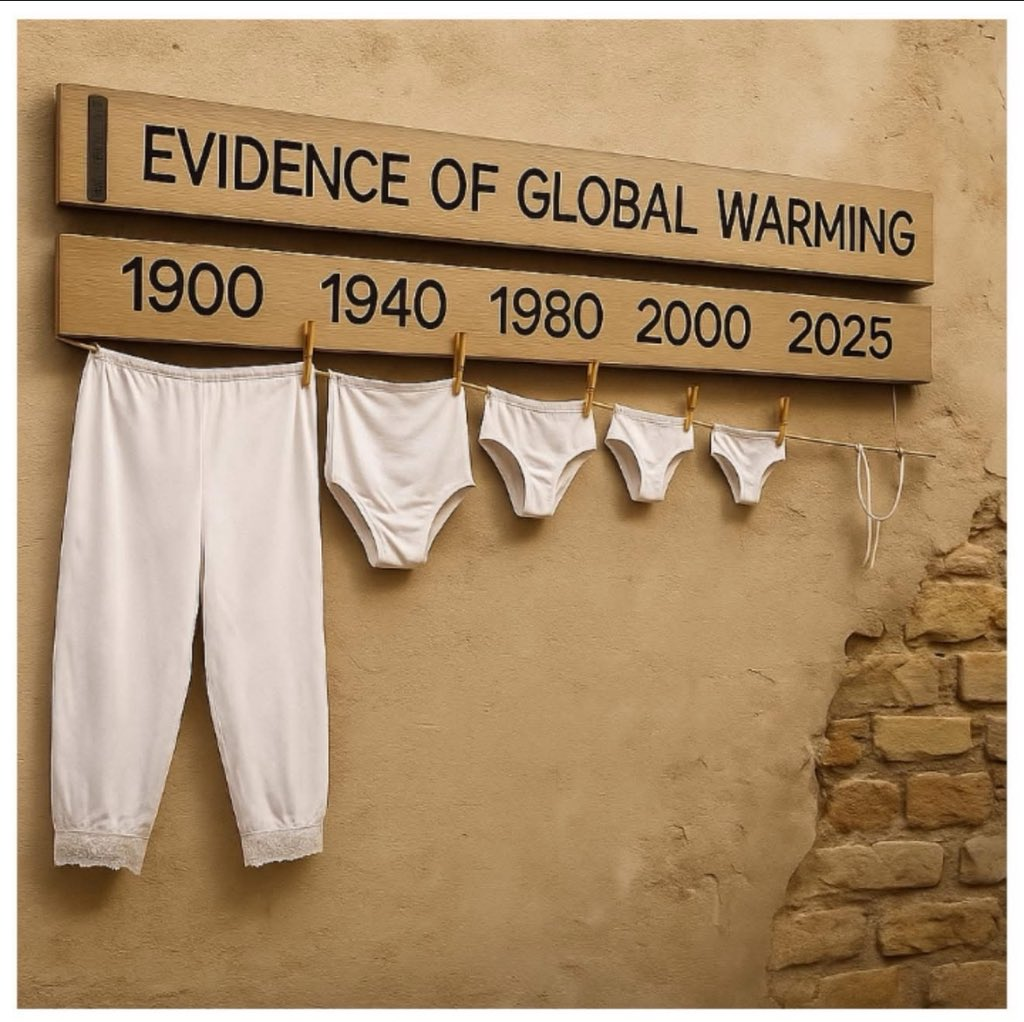 EVIDENCE OF GLOBAL WARMING
1900 1940 1980 2000 2025